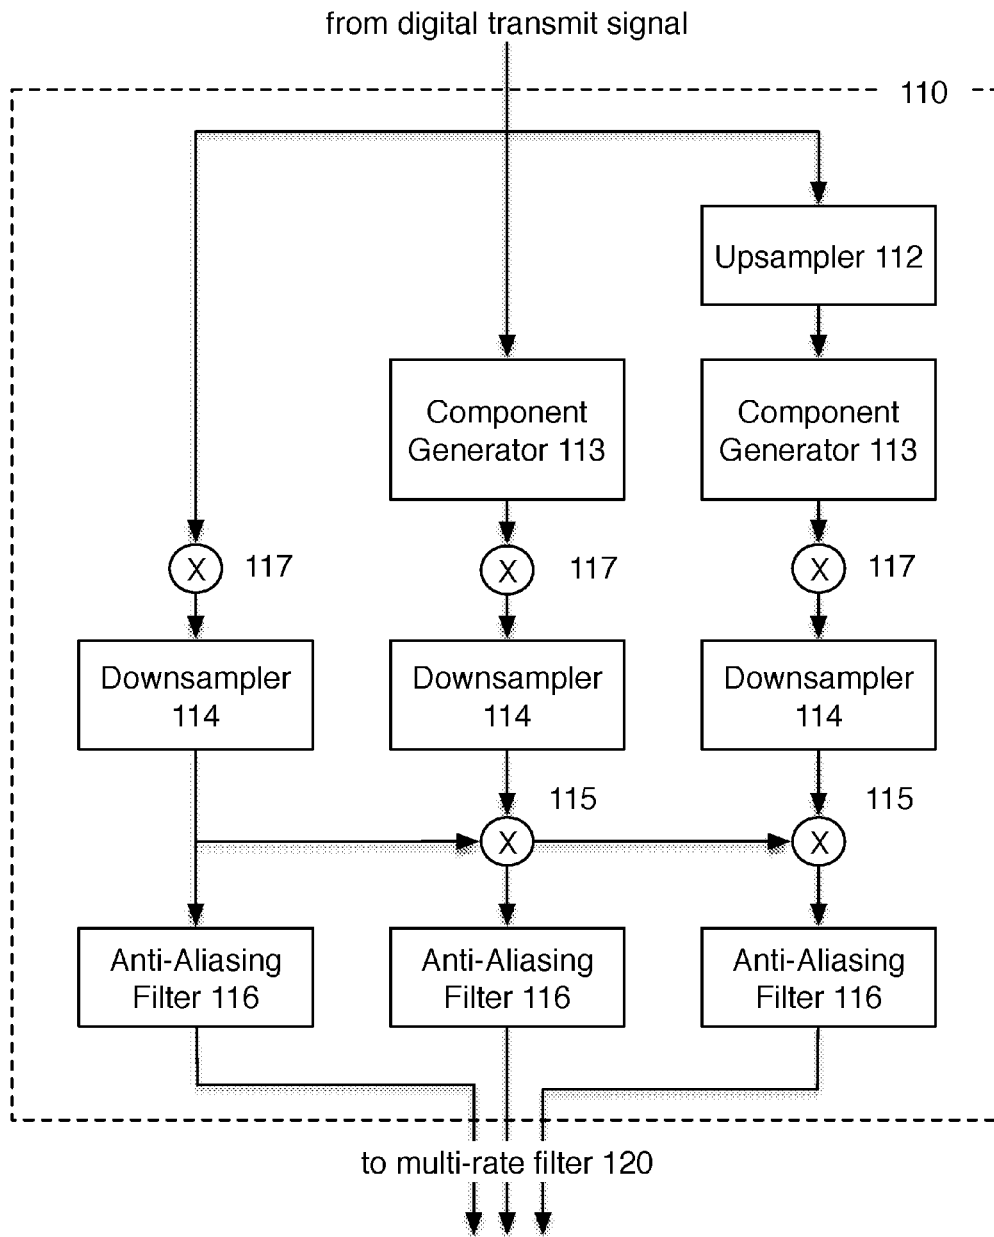 from digital transmit signal
110
Upsampler 112
Component
Generator 113
Component
Generator 113
X 117
X 117
X 117
Downsampler
114
Downsampler
114
Downsampler
114
115
115
X
X
Anti-Aliasing
Filter 116
Anti-Aliasing
Filter 116
Anti-Aliasing
Filter 116
to multi-rate filter 120